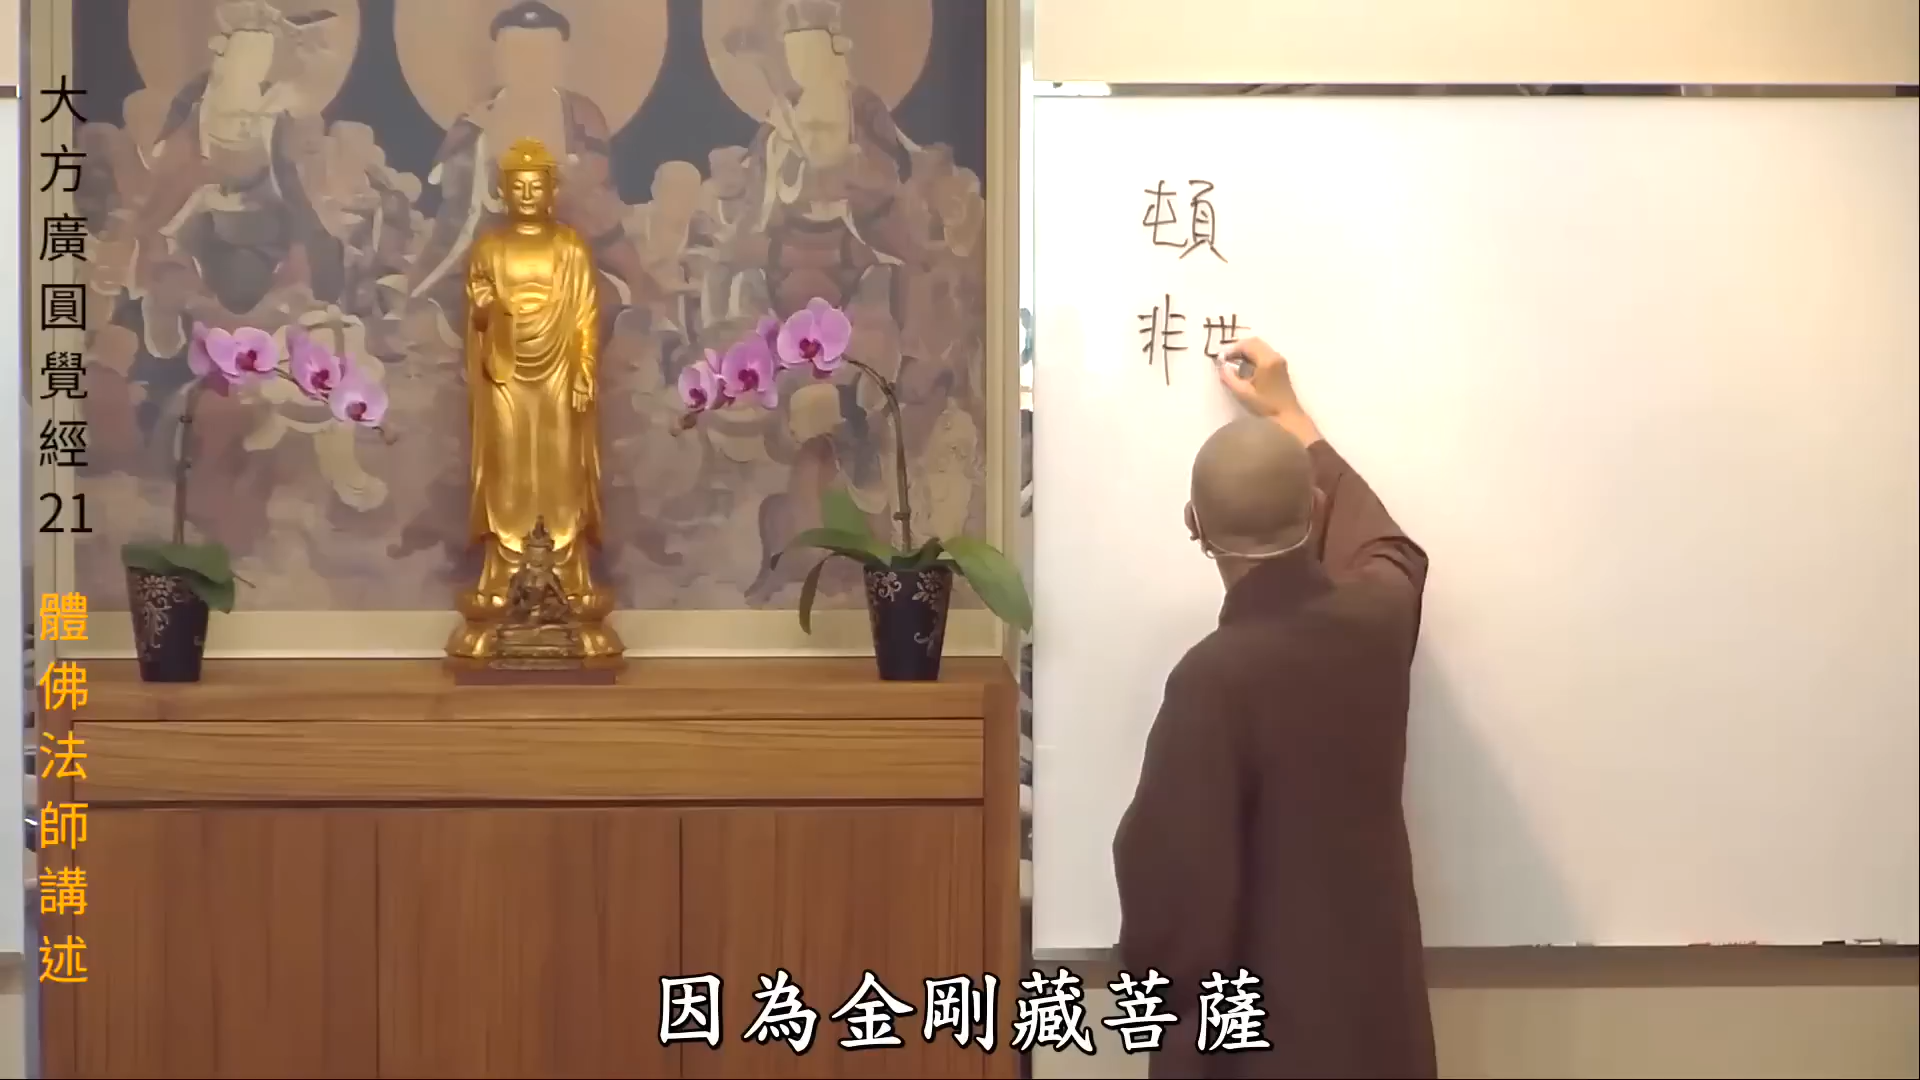 大方廣圓覺經21
體佛法師講述
頓
非世
因為金剛藏菩薩